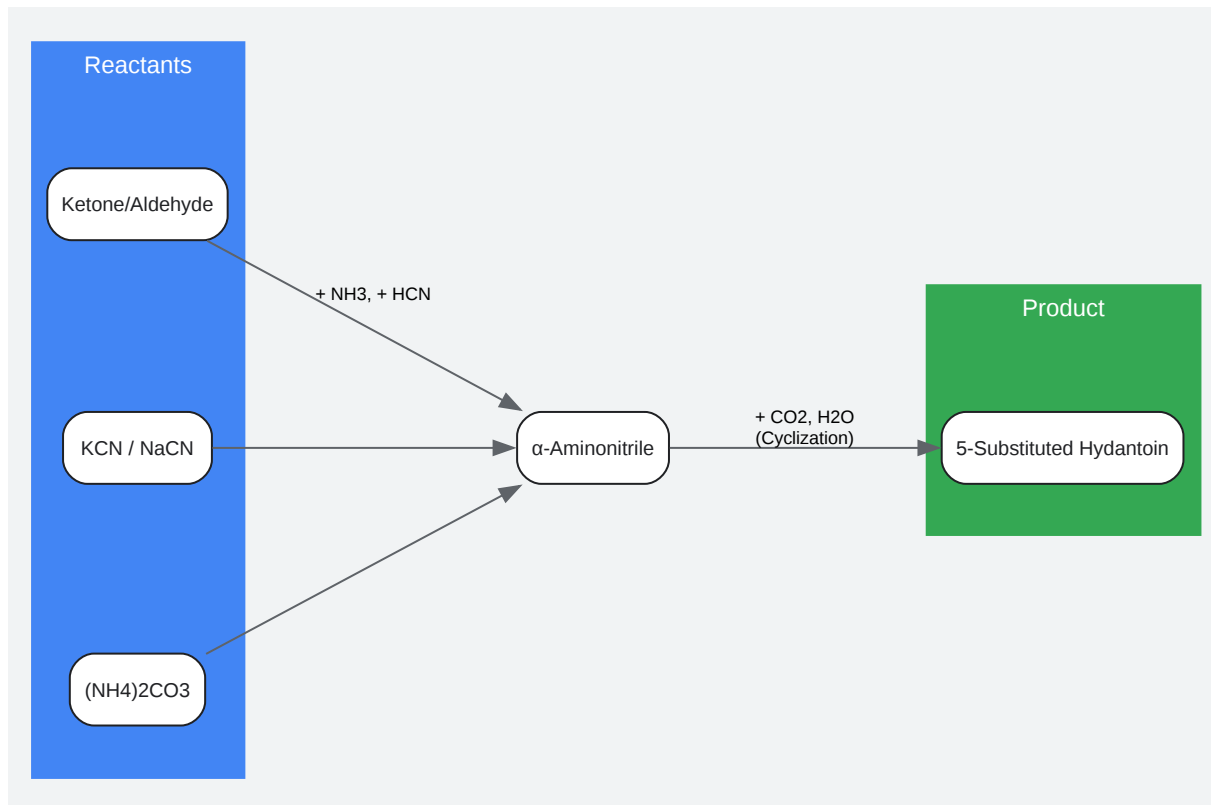 Reactants
Ketone/Aldehyde
+ NH3, + HCN
Product
KCN / NaCN
α-Aminonitrile
+ CO2, H2O
(Cyclization)
5-Substituted Hydantoin
(NH4)2CO3